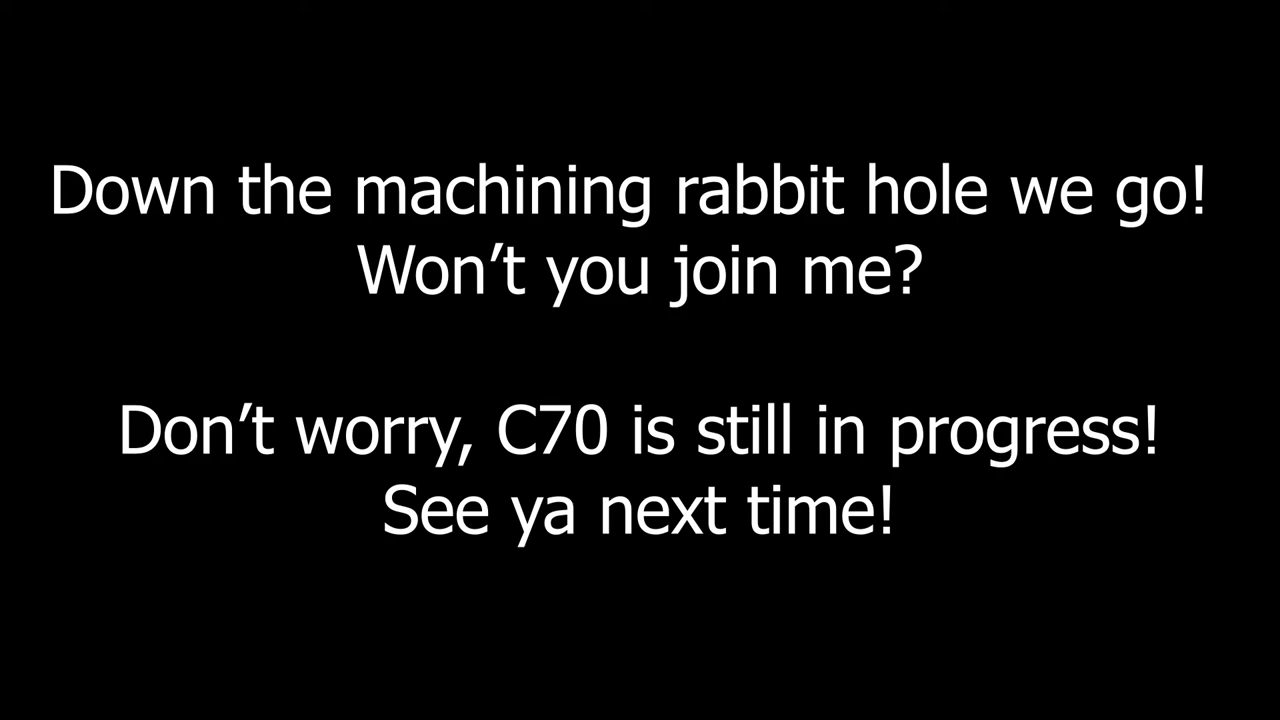 Down the machining rabbit hole we go!
Won’t you join me?
Don’t worry, C70 is still in progress!
See ya next time!